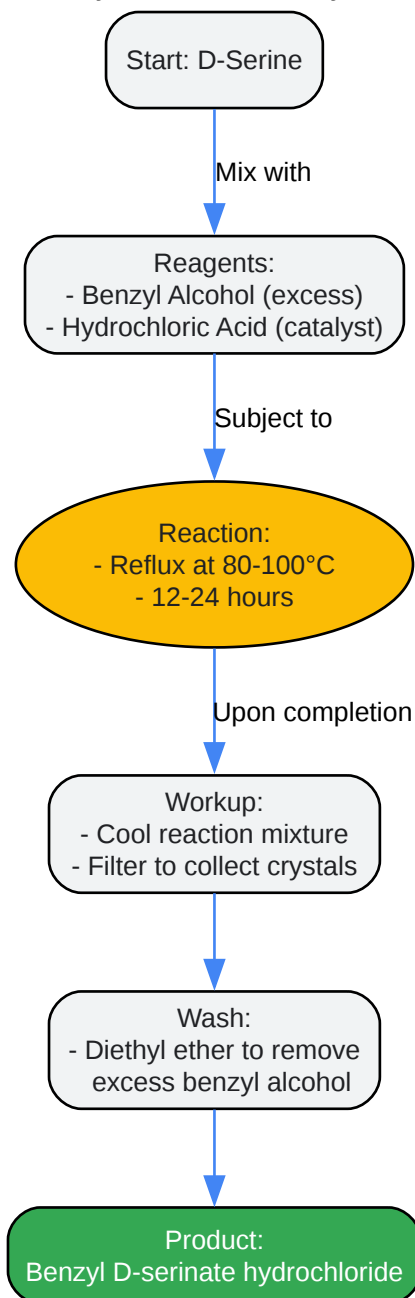 Start: D-Serine
Mix with
Reagents:
- Benzyl Alcohol (excess)
- Hydrochloric Acid (catalyst)
Subject to
Reaction:
- Reflux at 80-100°C
- 12-24 hours
Upon completion
Workup:
- Cool reaction mixture
- Filter to collect crystals
Wash:
- Diethyl ether to remove
excess benzyl alcohol
Product:
Benzyl D-serinate hydrochloride